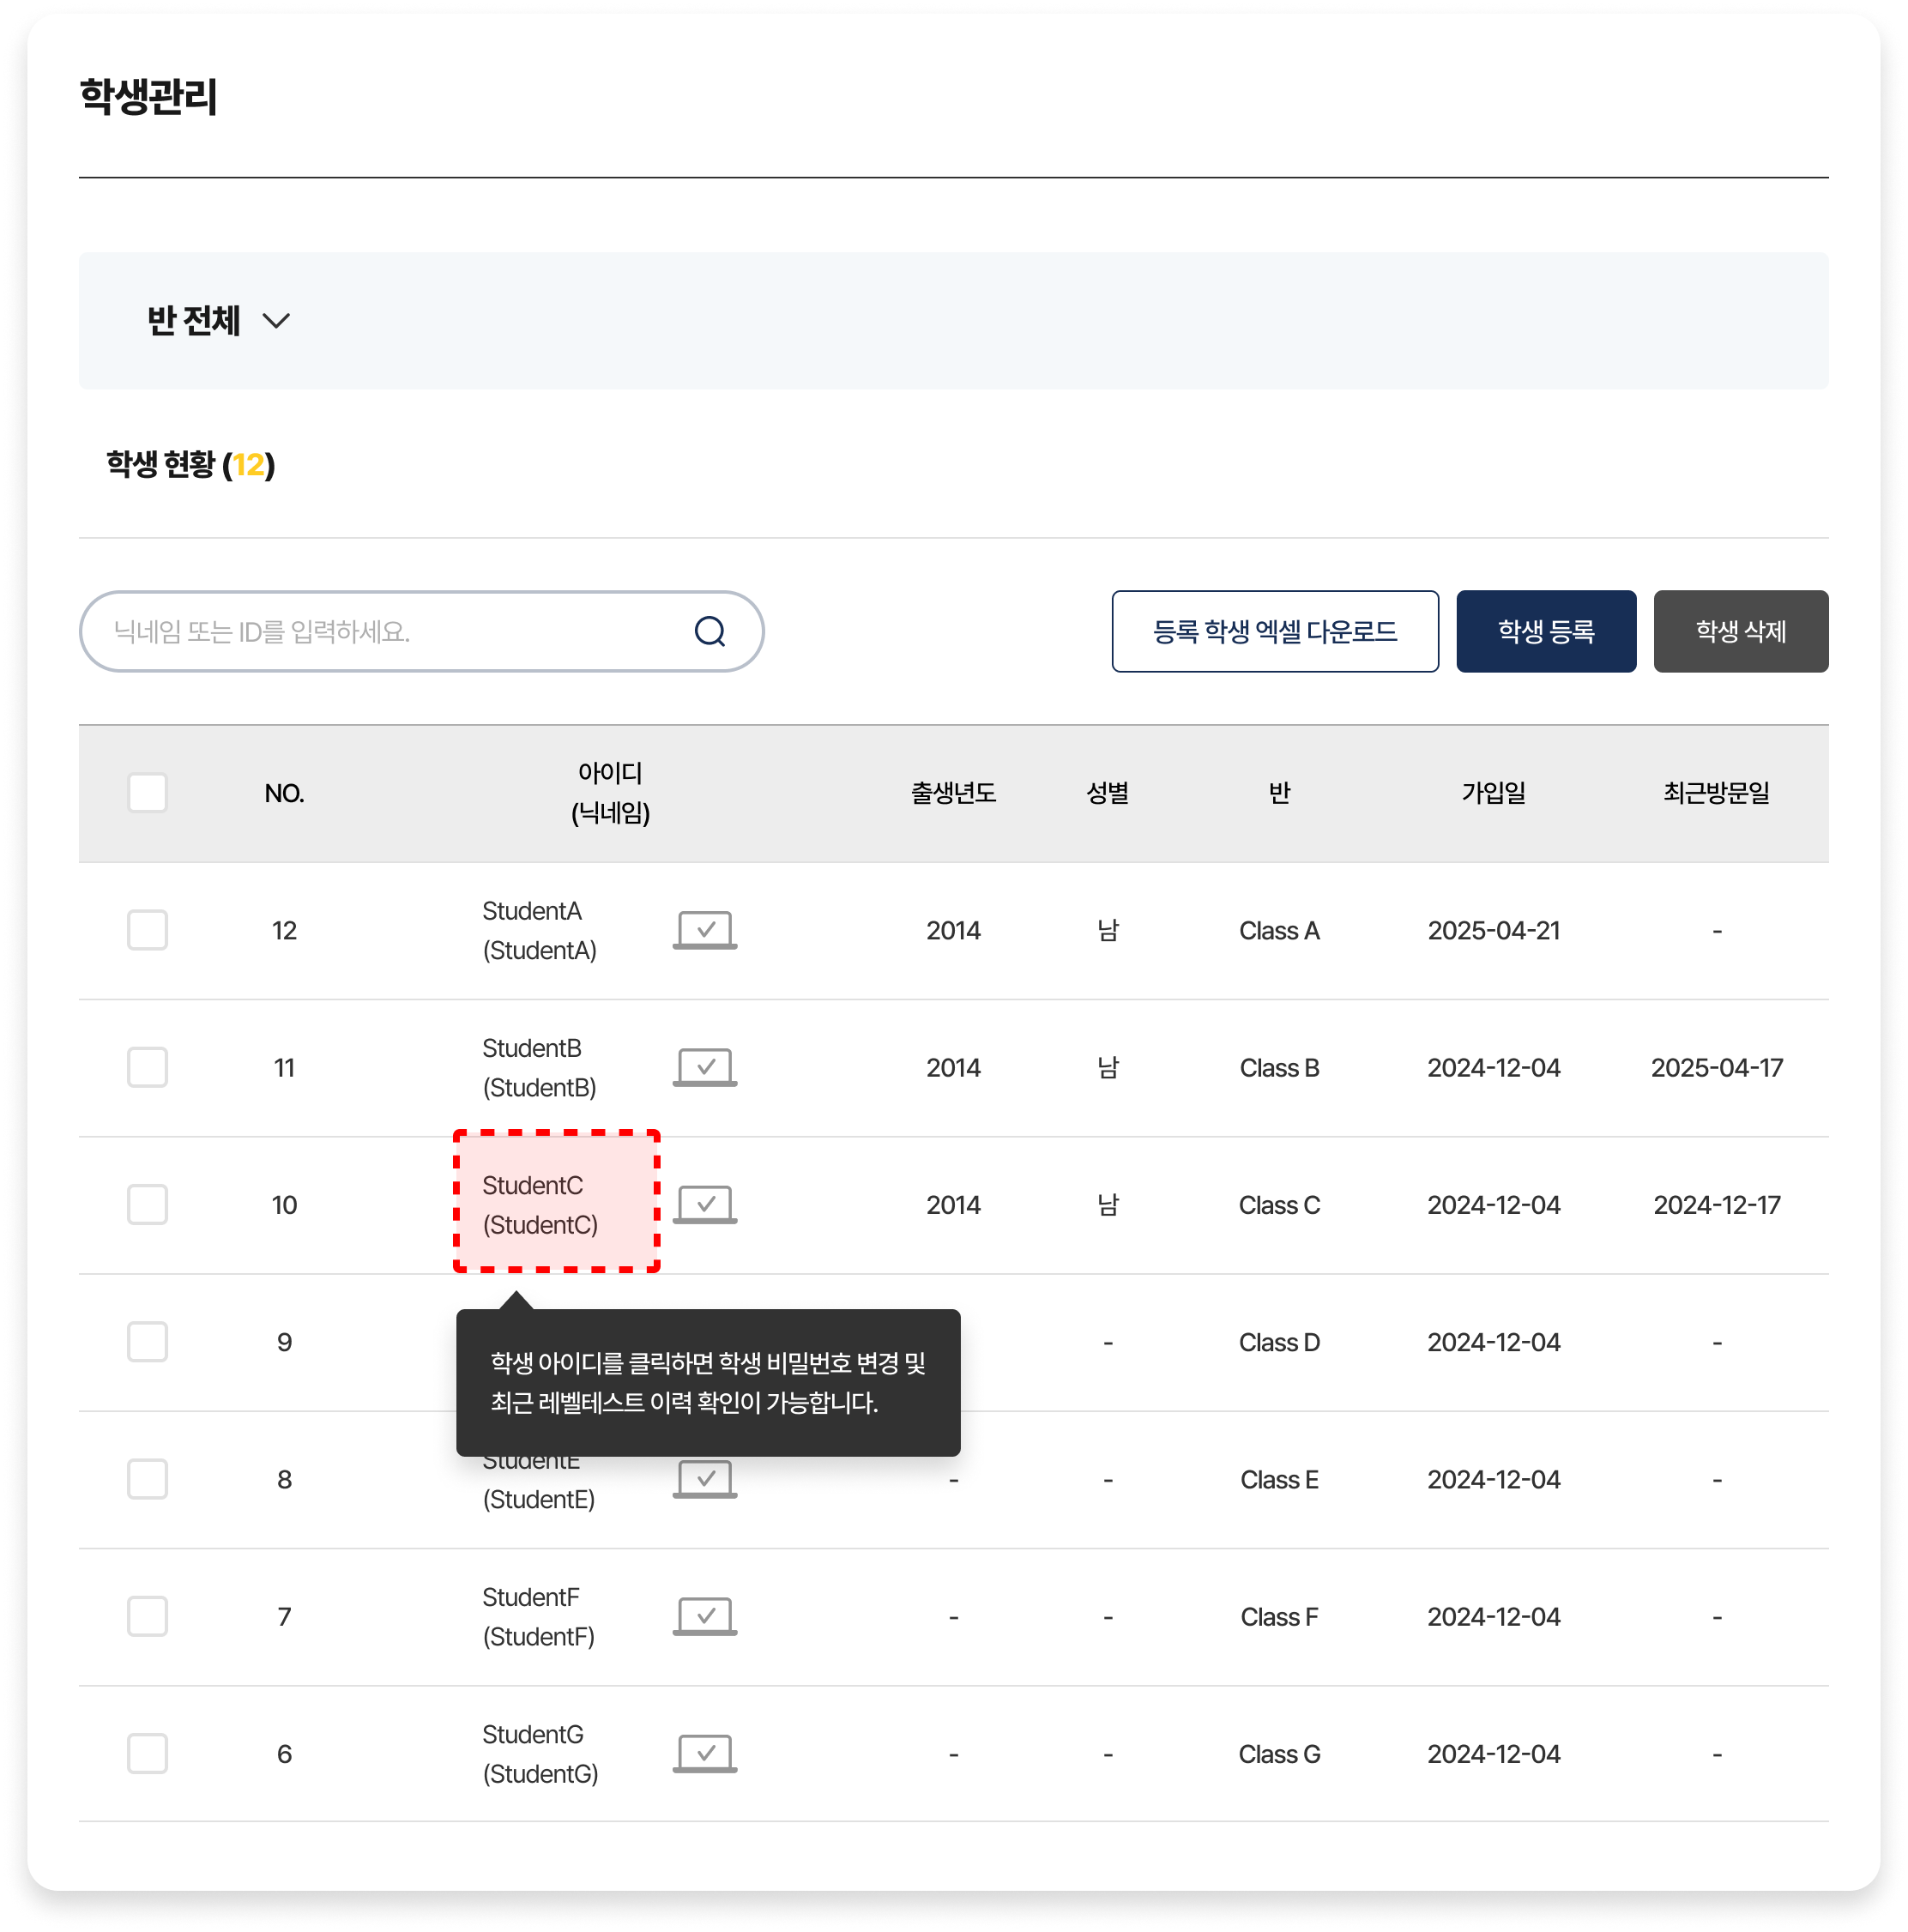 학생관리
반 전체
학생 현황 (12)
닉네임 또는 ID를 입력하세요.
등록 학생 엑셀 다운로드
학생 등록
학생 삭제
NO.
아이디
(닉네임)
출생년도
성별
반
가입일
최근방문일
12
StudentA
(StudentA)
2014
남
Class A
2025-04-21
-
11
StudentB
(StudentB)
2014
남
Class B
2024-12-04
2025-04-17
10
StudentC
(StudentC)
2014
남
Class C
2024-12-04
2024-12-17
9
-
Class D
2024-12-04
-
학생 아이디를 클릭하면 학생 비밀번호 변경 및
최근 레벨테스트 이력 확인이 가능합니다.
8
StudentE
(StudentE)
-
-
Class E
2024-12-04
-
7
StudentF
(StudentF)
-
-
Class F
2024-12-04
-
6
StudentG
(StudentG)
-
-
Class G
2024-12-04
-